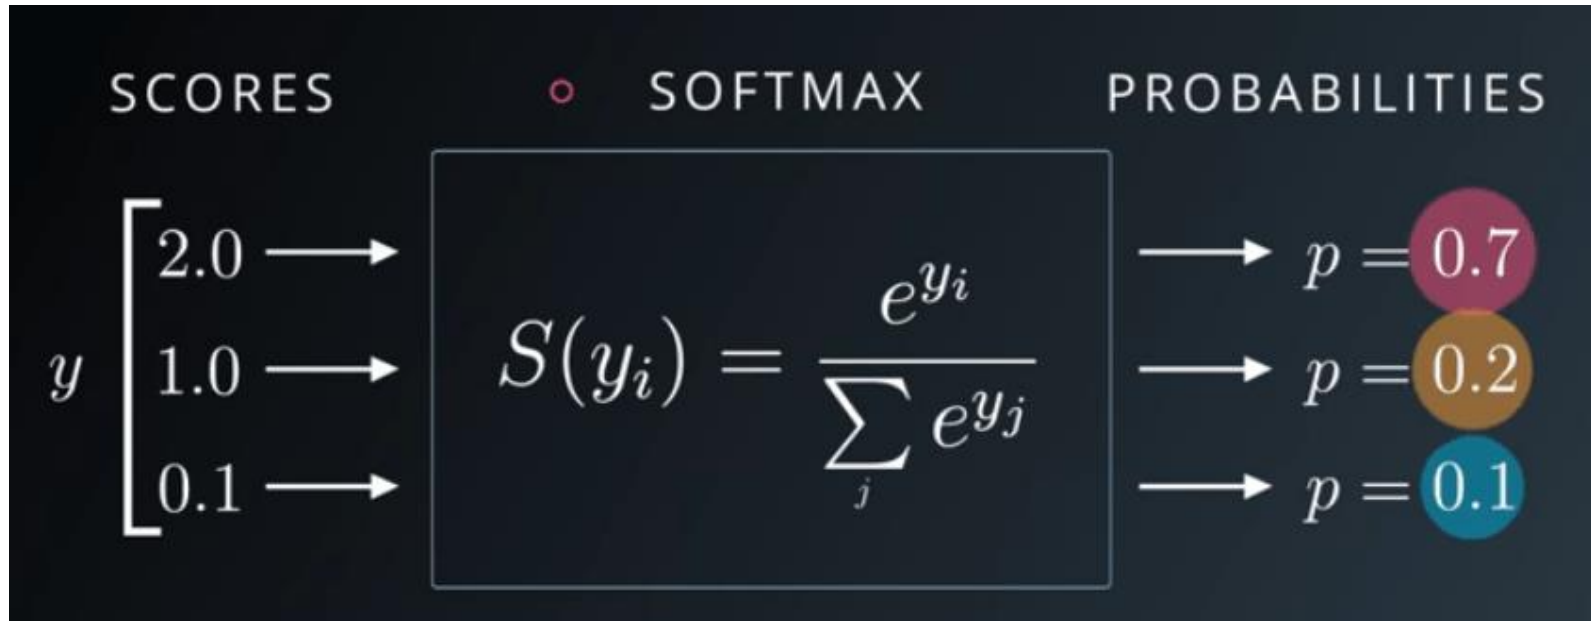 SCORES SOFTMAX PROBABILITIES
2.0 p = 0.7
y 1.0 S(y_i) = e^{y_i} / ∑_j e^{y_j} p = 0.2
0.1 p = 0.1